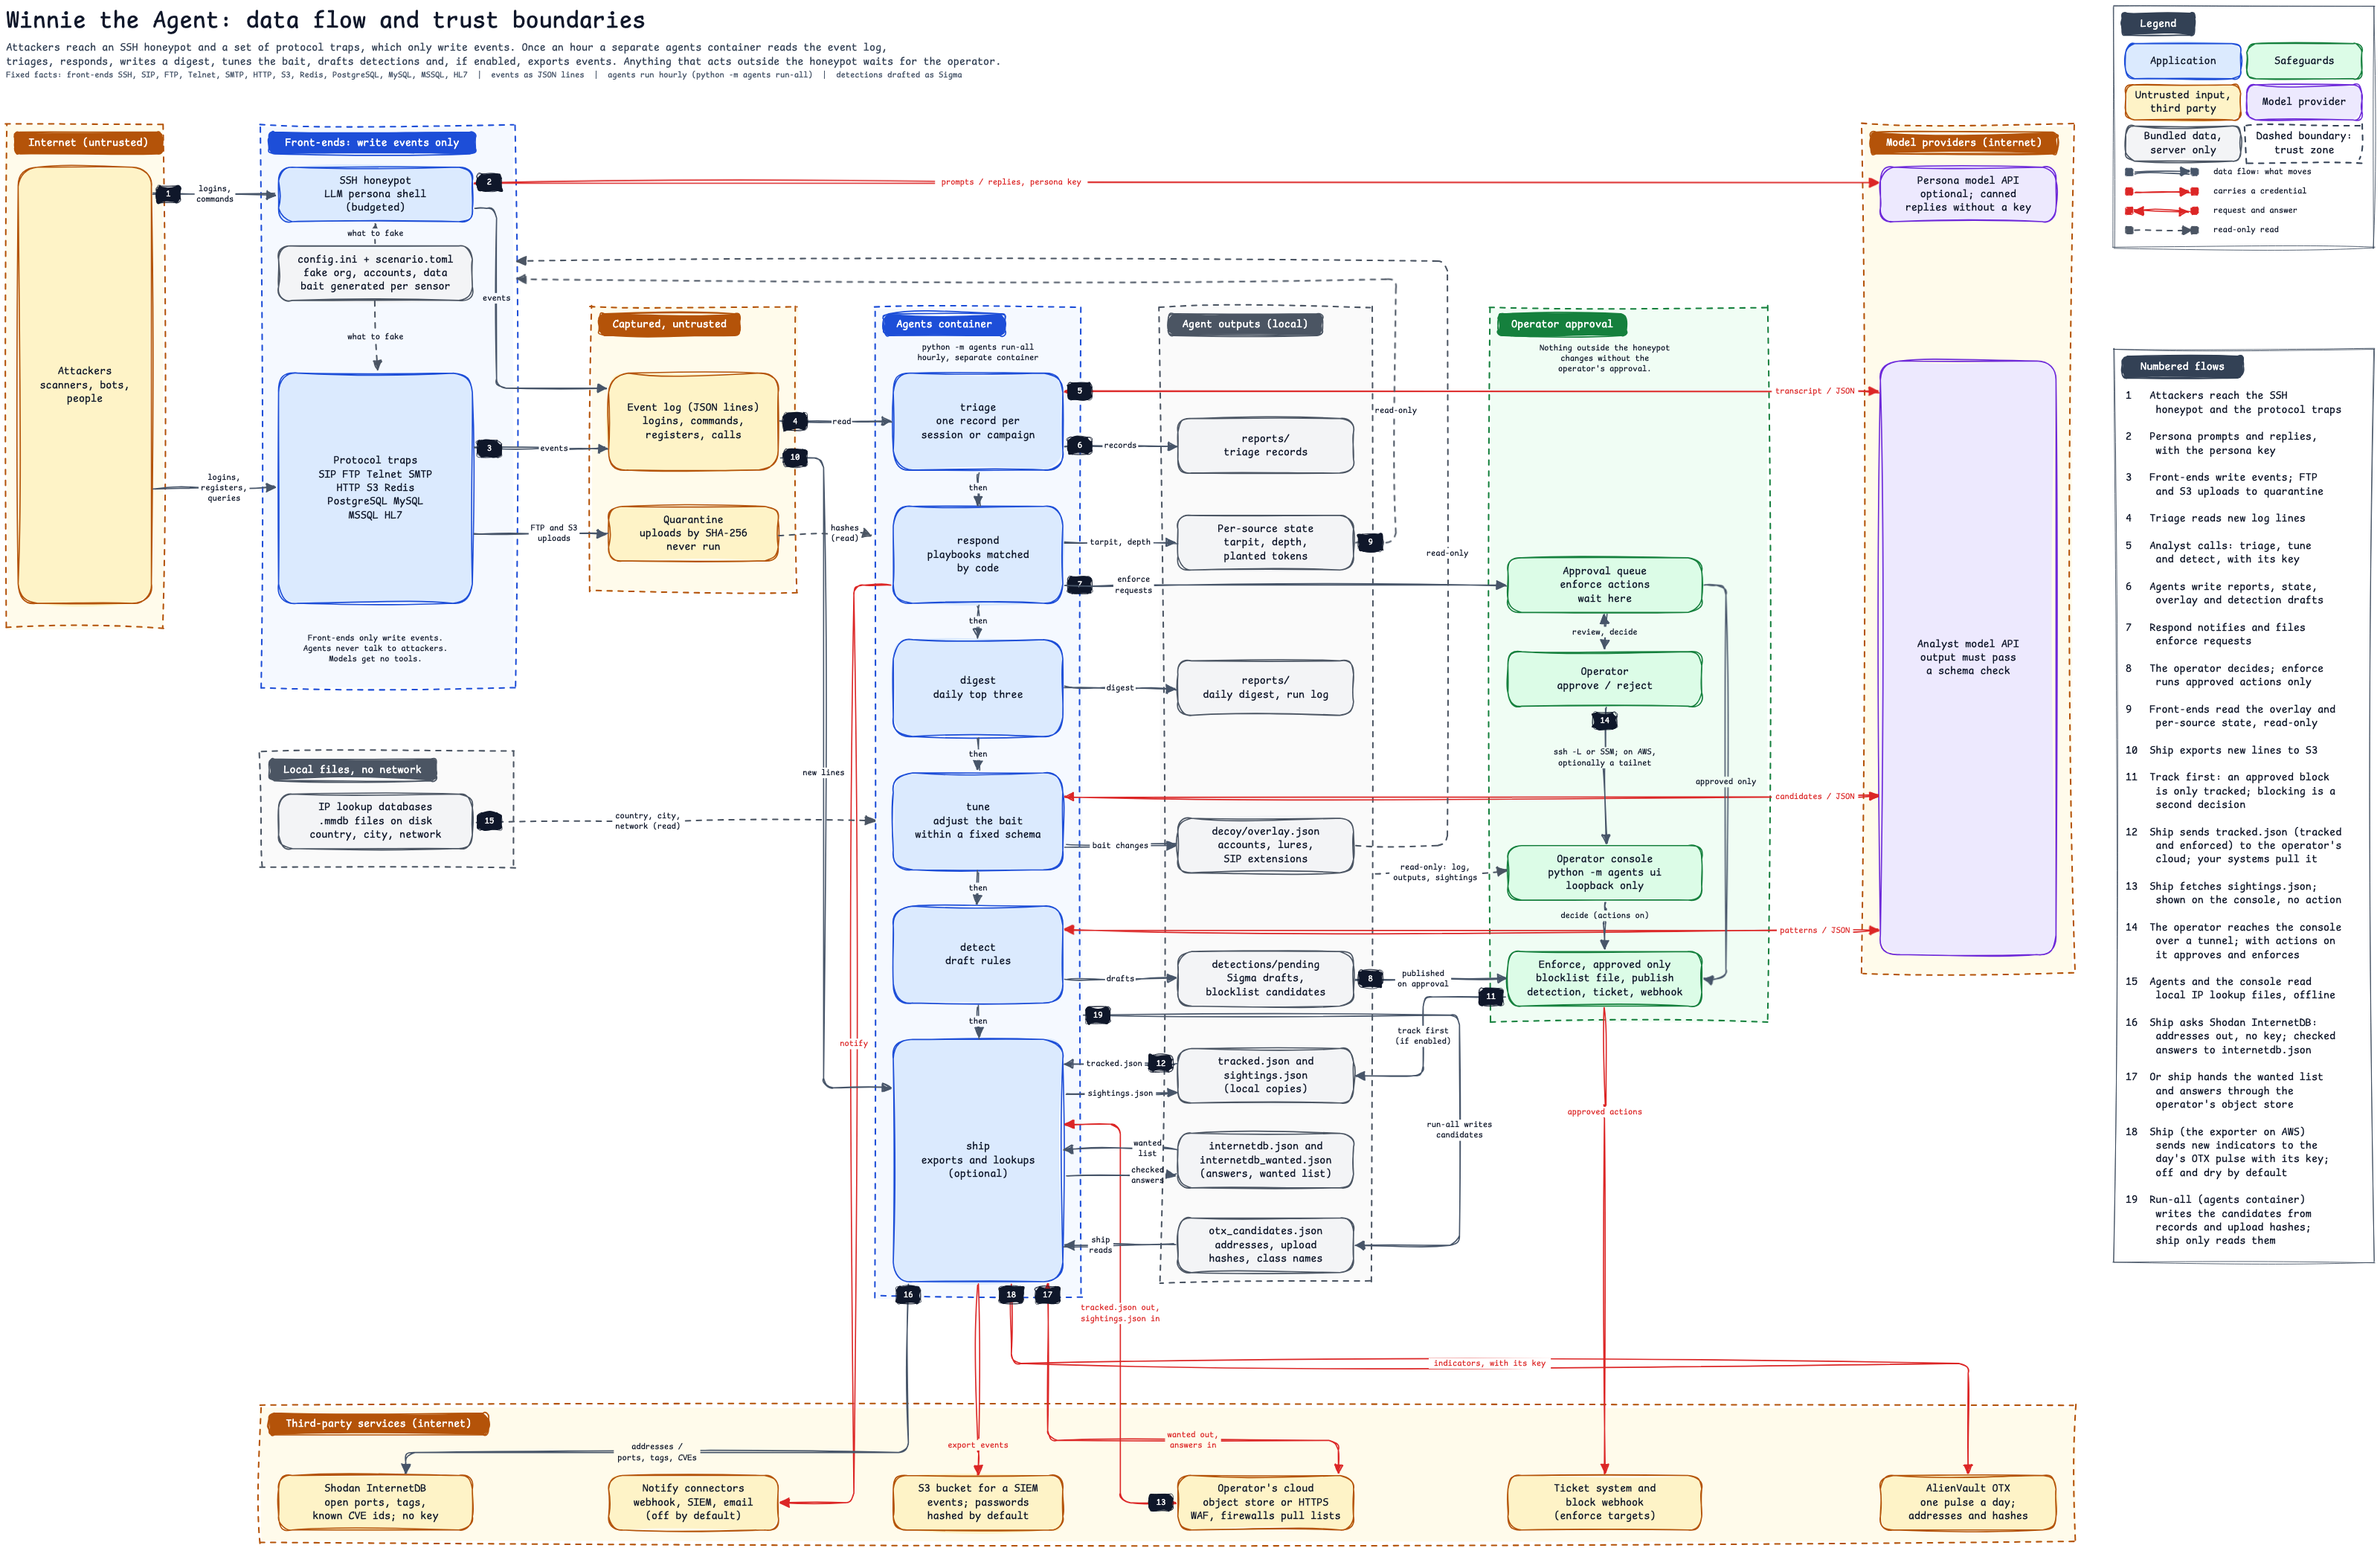 Winnie the Agent: data flow and trust boundaries
Attackers reach an SSH honeypot and a set of protocol traps, which only write events. Once an hour a separate agents container reads the event log,
triages, responds, writes a digest, tunes the bait, drafts detections and, if enabled, exports events. Anything that acts outside the honeypot waits for the operator.
Fixed facts: front-ends SSH, SIP, FTP, Telnet, SMTP, HTTP, S3, Redis, PostgreSQL, MySQL, MSSQL, HL7 | events as JSON lines | agents run hourly (python -m agents run-all) | detections drafted as Sigma
Legend
Application
Safeguards
Untrusted input,
third party
Model provider
Bundled data,
server only
Dashed boundary:
trust zone
data flow: what moves
carries a credential
request and answer
read-only read
Internet (untrusted)
Attackers
scanners, bots,
people
1
logins,
commands
logins,
registers,
queries
Front-ends: write events only
SSH honeypot
LLM persona shell
(budgeted)
what to fake
config.ini + scenario.toml
fake org, accounts, data
bait generated per sensor
what to fake
Protocol traps
SIP FTP Telnet SMTP
HTTP S3 Redis
PostgreSQL MySQL
MSSQL HL7
Front-ends only write events.
Agents never talk to attackers.
Models get no tools.
2
prompts / replies, persona key
events
3
events
FTP and S3
uploads
Captured, untrusted
Event log (JSON lines)
logins, commands,
registers, calls
Quarantine
uploads by SHA-256
never run
4
read
10
hashes
(read)
new lines
notify
Local files, no network
IP lookup databases
.mmdb files on disk
country, city, network
15
country, city,
network (read)
Agents container
python -m agents run-all
hourly, separate container
triage
one record per
session or campaign
then
respond
playbooks matched
by code
then
digest
daily top three
then
tune
adjust the bait
within a fixed schema
then
detect
draft rules
then
ship
exports and lookups
(optional)
5
transcript / JSON
6
records
tarpit, depth
7
enforce
requests
digest
candidates / JSON
bait changes
patterns / JSON
drafts
19
tracked.json
12
sightings.json
wanted
list
checked
answers
ship
reads
Agent outputs (local)
reports/
triage records
Per-source state
tarpit, depth,
planted tokens
9
read-only
read-only
reports/
daily digest, run log
decoy/overlay.json
accounts, lures,
SIP extensions
read-only: log,
outputs, sightings
detections/pending
Sigma drafts,
blocklist candidates
8
published
on approval
11
track first
(if enabled)
tracked.json and
sightings.json
(local copies)
run-all writes
candidates
internetdb.json and
internetdb_wanted.json
(answers, wanted list)
otx_candidates.json
addresses, upload
hashes, class names
Operator approval
Nothing outside the honeypot
changes without the
operator's approval.
Approval queue
enforce actions
wait here
review, decide
Operator
approve / reject
14
ssh -L or SSM; on AWS,
optionally a tailnet
approved only
Operator console
python -m agents ui
loopback only
decide (actions on)
Enforce, approved only
blocklist file, publish
detection, ticket, webhook
approved actions
Model providers (internet)
Persona model API
optional; canned
replies without a key
Analyst model API
output must pass
a schema check
16
18
17
tracked.json out,
sightings.json in
indicators, with its key
Third-party services (internet)
addresses /
ports, tags, CVEs
export events
wanted out,
answers in
Shodan InternetDB
open ports, tags,
known CVE ids; no key
Notify connectors
webhook, SIEM, email
(off by default)
S3 bucket for a SIEM
events; passwords
hashed by default
13
Operator's cloud
object store or HTTPS
WAF, firewalls pull lists
Ticket system and
block webhook
(enforce targets)
AlienVault OTX
one pulse a day;
addresses and hashes
Numbered flows
1 Attackers reach the SSH
honeypot and the protocol traps
2 Persona prompts and replies,
with the persona key
3 Front-ends write events; FTP
and S3 uploads to quarantine
4 Triage reads new log lines
5 Analyst calls: triage, tune
and detect, with its key
6 Agents write reports, state,
overlay and detection drafts
7 Respond notifies and files
enforce requests
8 The operator decides; enforce
runs approved actions only
9 Front-ends read the overlay and
per-source state, read-only
10 Ship exports new lines to S3
11 Track first: an approved block
is only tracked; blocking is a
second decision
12 Ship sends tracked.json (tracked
and enforced) to the operator's
cloud; your systems pull it
13 Ship fetches sightings.json;
shown on the console, no action
14 The operator reaches the console
over a tunnel; with actions on
it approves and enforces
15 Agents and the console read
local IP lookup files, offline
16 Ship asks Shodan InternetDB:
addresses out, no key; checked
answers to internetdb.json
17 Or ship hands the wanted list
and answers through the
operator's object store
18 Ship (the exporter on AWS)
sends new indicators to the
day's OTX pulse with its key;
off and dry by default
19 Run-all (agents container)
writes the candidates from
records and upload hashes;
ship only reads them